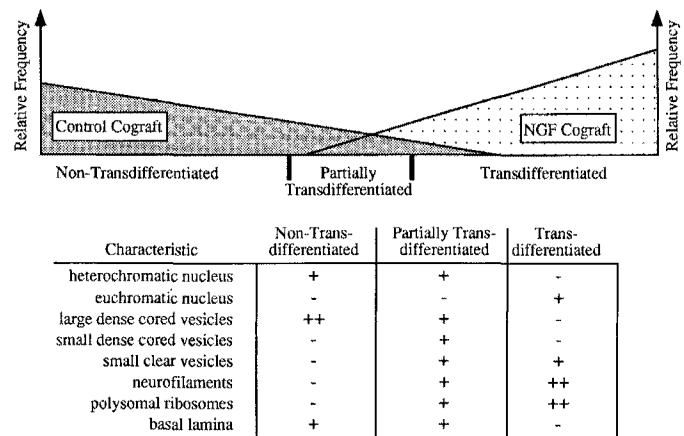 Relative Frequency
Relative Frequency
Control Cograft
NGF Cograft
Non-Transdifferentiated
Partially
Transdifferentiated
Transdifferentiated
Characteristic
Non-Trans-
differentiated
Partially Trans-
differentiated
Trans-
differentiated
heterochromatic nucleus + + -
euchromatic nucleus - - +
large dense cored vesicles ++ + -
small dense cored vesicles - + -
small clear vesicles - + +
neurofilaments - + ++
polysomal ribosomes - + ++
basal lamina + + -